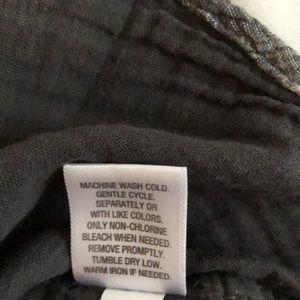 MACHINE WASH COLD.
GENTLE CYCLE,
SEPARATELY OR
WITH LIKE COLORS.
ONLY NON-CHLORINE
BLEACH WHEN NEEDED.
REMOVE PROMPTLY.
TUMBLE DRY LOW.
WARM IRON IF NEEDED.